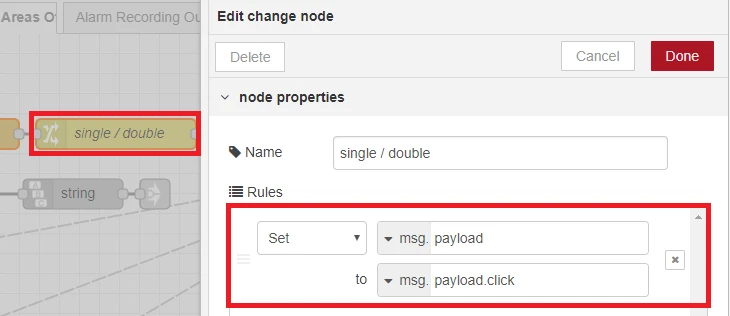 Areas O
Alarm Recording Ou
Edit change node
Delete
Cancel
Done
node properties
single / double
Name
single / double
string
A
B
C
Rules
Set
msg. payload
to
msg. payload.click